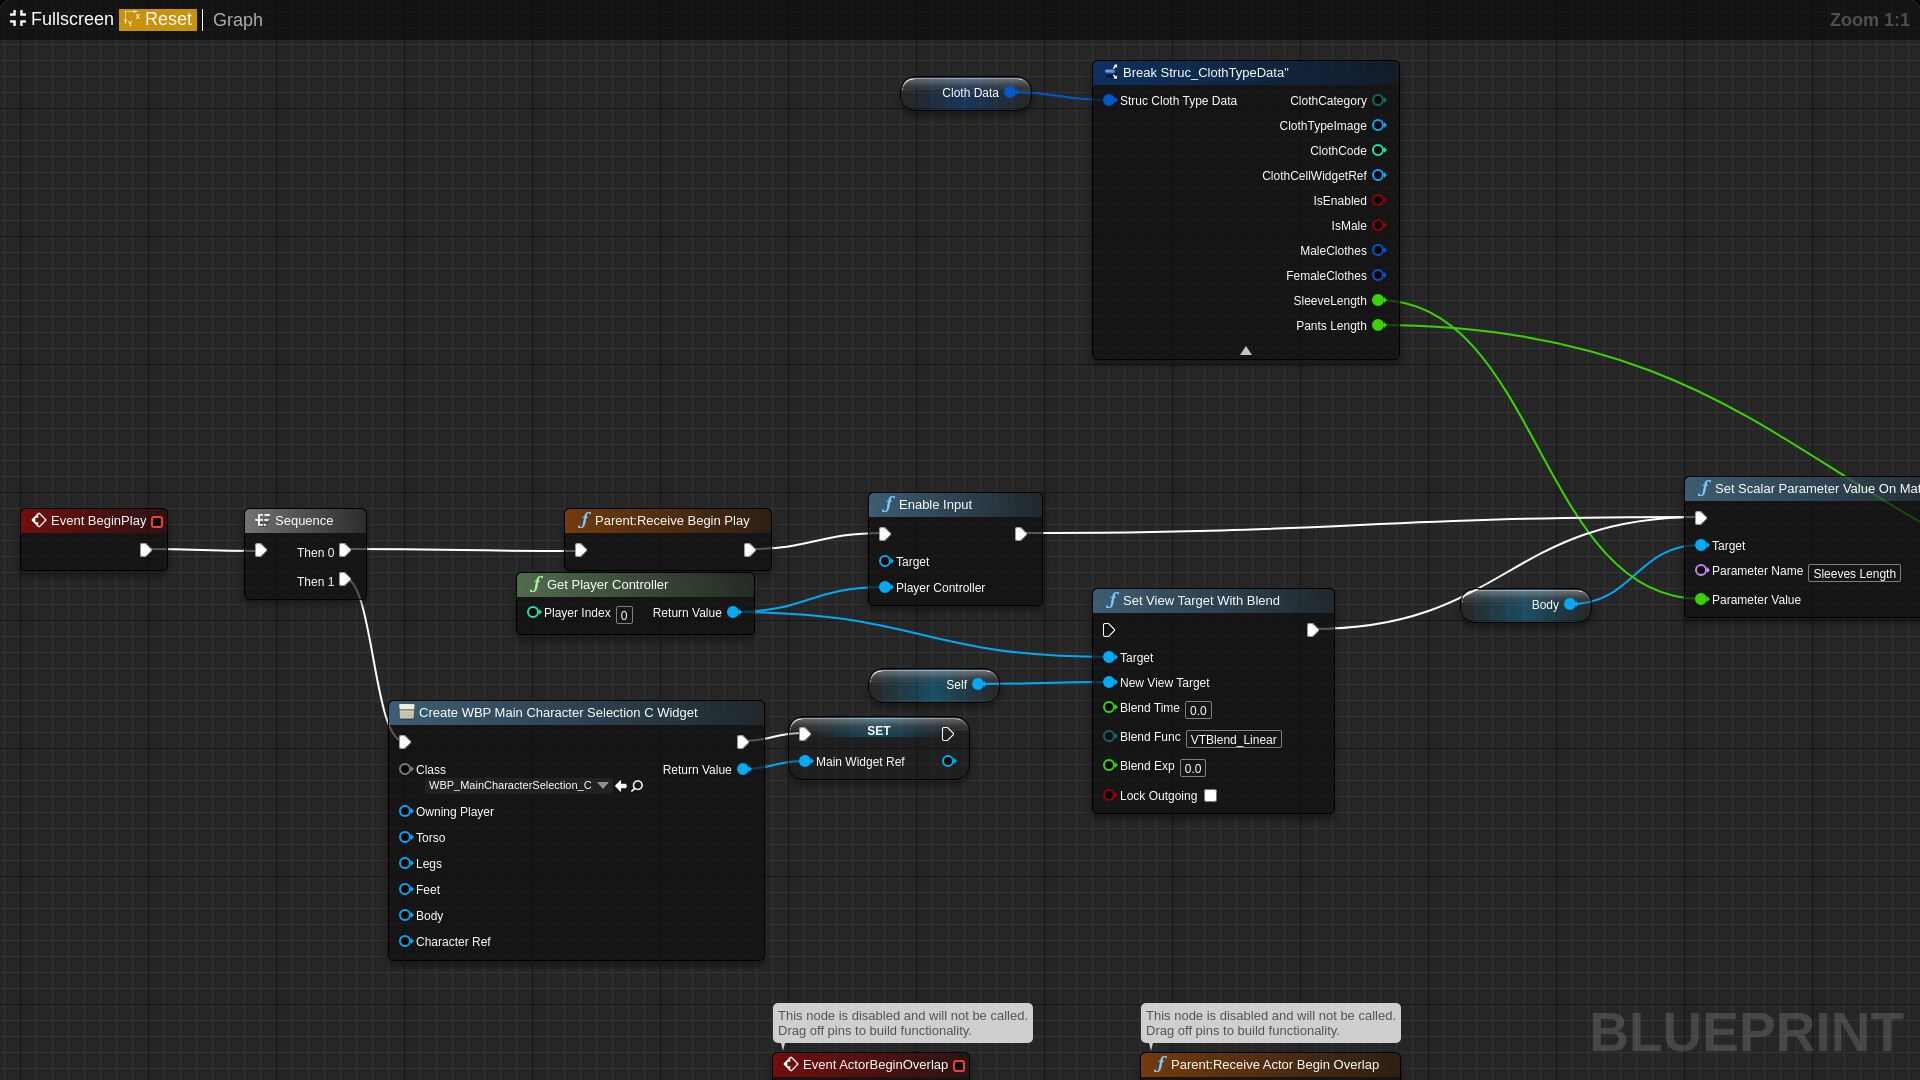 Fullscreen Reset Graph
Zoom 1:1
Cloth Data
Break Struc_ClothTypeData"
Struc Cloth Type Data
ClothCategory
ClothTypeImage
ClothCode
ClothCellWidgetRef
IsEnabled
IsMale
MaleClothes
FemaleClothes
SleeveLength
Pants Length
Event BeginPlay
Sequence
Then 0
Then 1
Parent:Receive Begin Play
Get Player Controller
Player Index 0
Return Value
Enable Input
Target
Player Controller
Set View Target With Blend
Target
New View Target
Blend Time 0.0
Blend Func VTBlend_Linear
Blend Exp 0.0
Lock Outgoing
Body
Set Scalar Parameter Value On Mat
Target
Parameter Name Sleeves Length
Parameter Value
Self
Create WBP Main Character Selection C Widget
Class
WBP_MainCharacterSelection_C
Return Value
Owning Player
Torso
Legs
Feet
Body
Character Ref
SET
Main Widget Ref
This node is disabled and will not be called.
Drag off pins to build functionality.
Event ActorBeginOverlap
This node is disabled and will not be called.
Drag off pins to build functionality.
Parent:Receive Actor Begin Overlap
BLUEPRINT